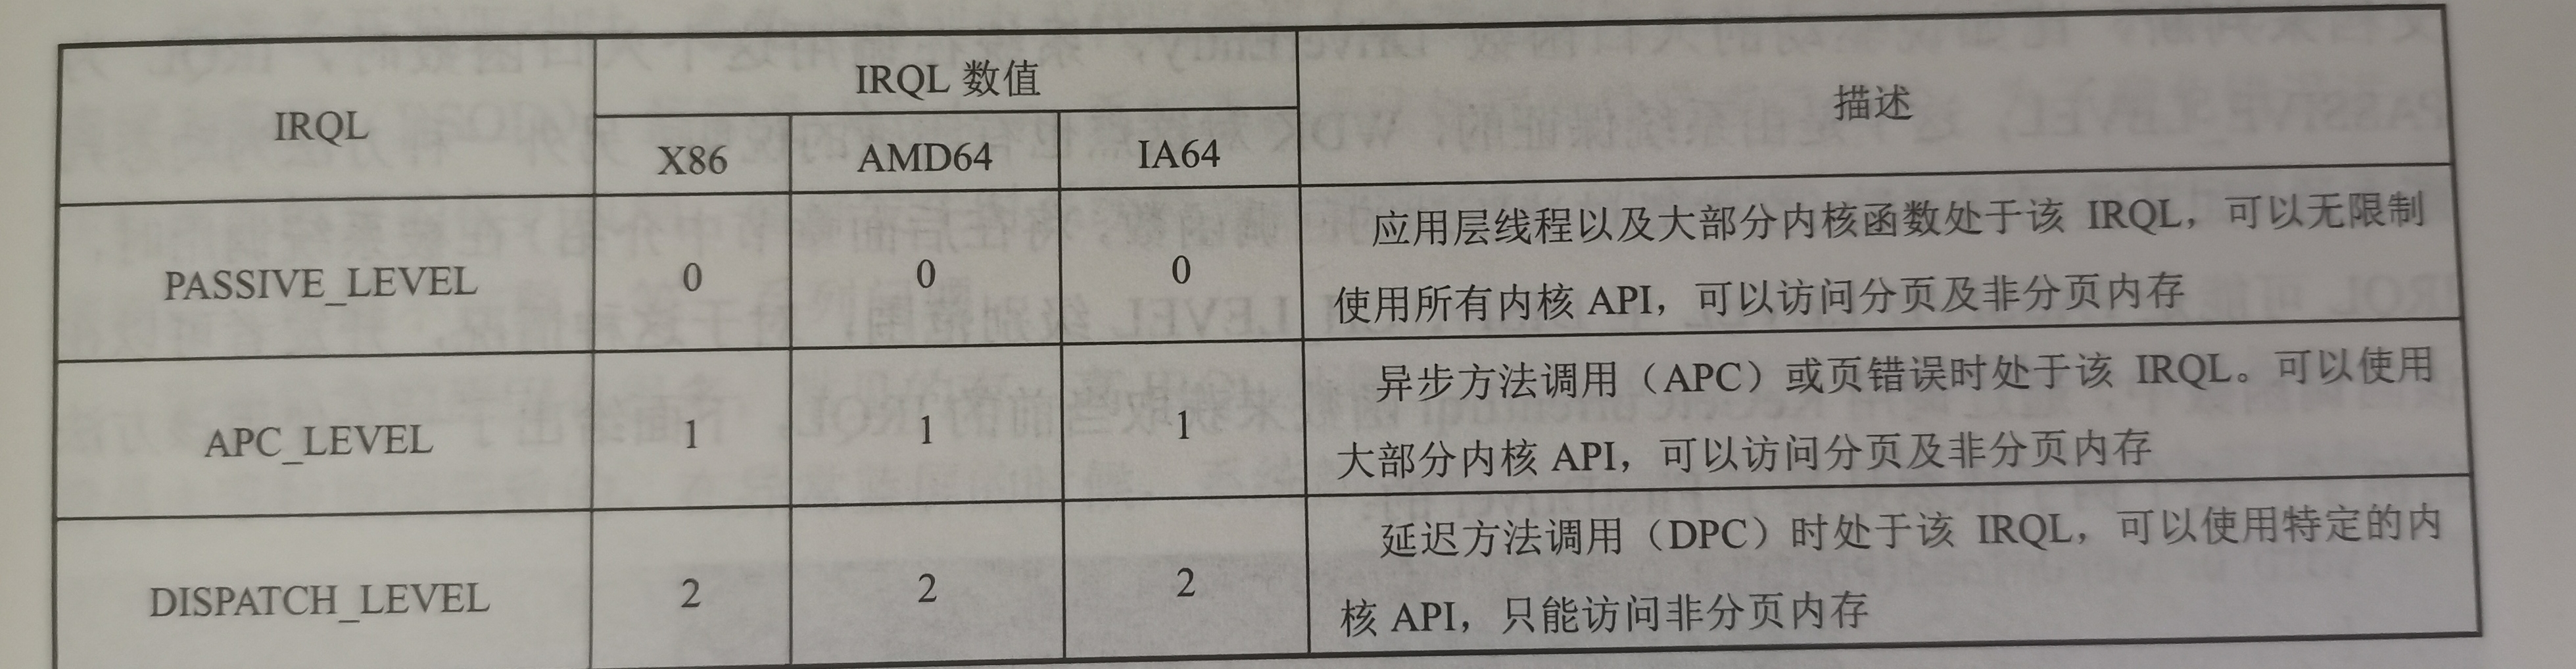 IRQL
IRQL 数值
描述
X86
AMD64
IA64
PASSIVE_LEVEL
0
0
0
应用层线程以及大部分内核函数处于该 IRQL，可以无限制
使用所有内核 API，可以访问分页及非分页内存
APC_LEVEL
1
1
1
异步方法调用（APC）或页错误时处于该 IRQL。可以使用
大部分内核 API，可以访问分页及非分页内存
DISPATCH_LEVEL
2
2
2
延迟方法调用（DPC）时处于该 IRQL，可以使用特定的内
核 API，只能访问非分页内存